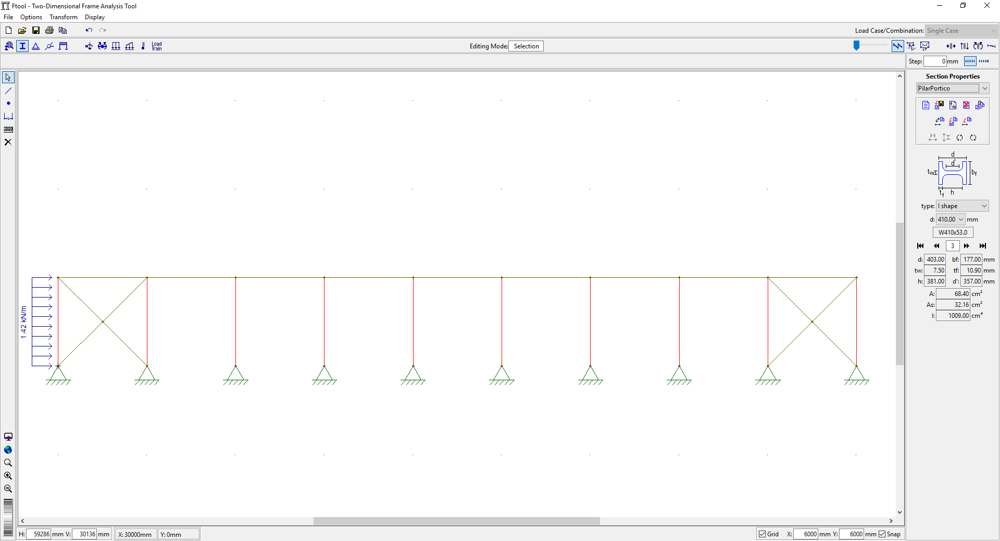 Ftool - Two-Dimensional Frame Analysis Tool
File Options Transform Display
Load Case/Combination: Single Case
Load Train
Editing Mode: Selection
LT
Step: 0 mm
Section Properties
PilarPortico
all
d
d'
tw bf
tf h
type: I shape
d: 410.00 mm
W410x53.0
3
d: 403.00 bf: 177.00 mm
tw: 7.50 tf: 10.90 mm
h: 381.00 d': 357.00 mm
A: 68.40 cm²
As: 32.16 cm²
I: 1009.00 cm⁴
1.42 kN/m
H: 59286 mm V: 30136 mm X: 30000mm Y: 0mm
Grid X: 6000 mm Y: 6000 mm Snap